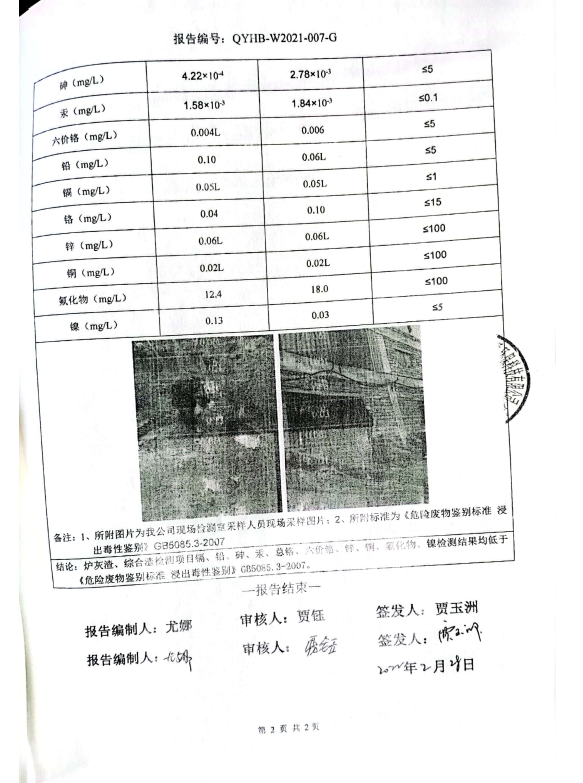 报告编号：QYHB-W2021-007-G
砷（mg/L） 4.22×10-4 2.78×10-3 ≤5
汞（mg/L） 1.58×10-3 1.84×10-3 ≤0.1
六价铬（mg/L） 0.004L 0.006 ≤5
铅（mg/L） 0.10 0.06L ≤5
镉（mg/L） 0.05L 0.05L ≤1
铬（mg/L） 0.04 0.10 ≤15
锌（mg/L） 0.06L 0.06L ≤100
铜（mg/L） 0.02L 0.02L ≤100
氟化物（mg/L） 12.4 18.0 ≤100
镍（mg/L） 0.13 0.03 ≤5
备注：1、所附图片为我公司现场检测室采样人员现场采样图片；2、所附标准为《危险废物鉴别标准 浸
出毒性鉴别》GB5085.3-2007
结论：炉灰渣、综合渣检测项目镉、铅、砷、汞、总铬、六价铬、锌、铜、氟化物、镍检测结果均低于
《危险废物鉴别标准 浸出毒性鉴别》GB5085.3-2007。
—报告结束—
报告编制人：尤娜 审核人：贾钰 签发人：贾玉洲
报告编制人：尤娜 审核人： 签发人：
年2月 日
第 2 页 共 2 页